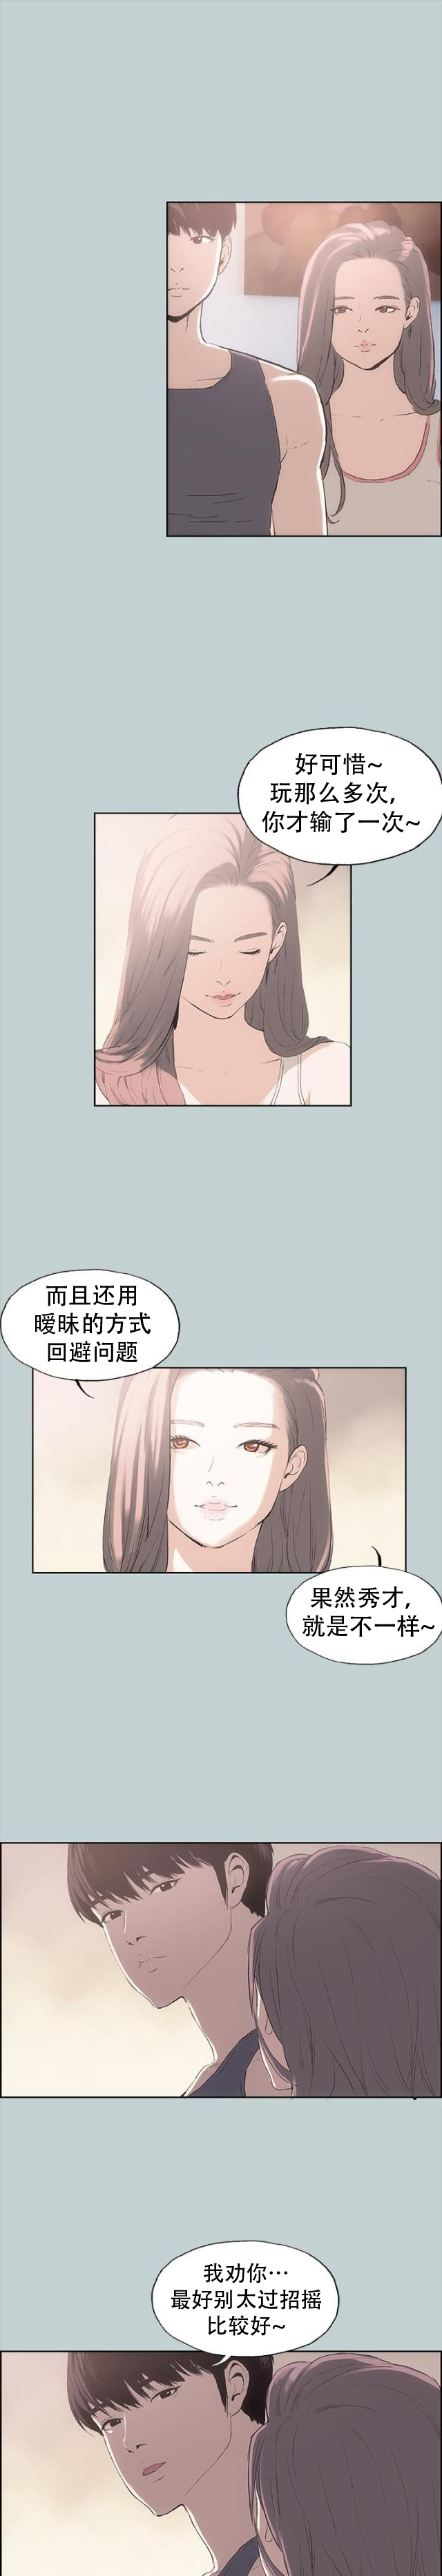 好可惜~
玩那么多次,
你才输了一次~
而且还用
暧昧的方式
回避问题
果然秀才,
就是不一样~
我劝你…
最好别太过招摇
比较好~